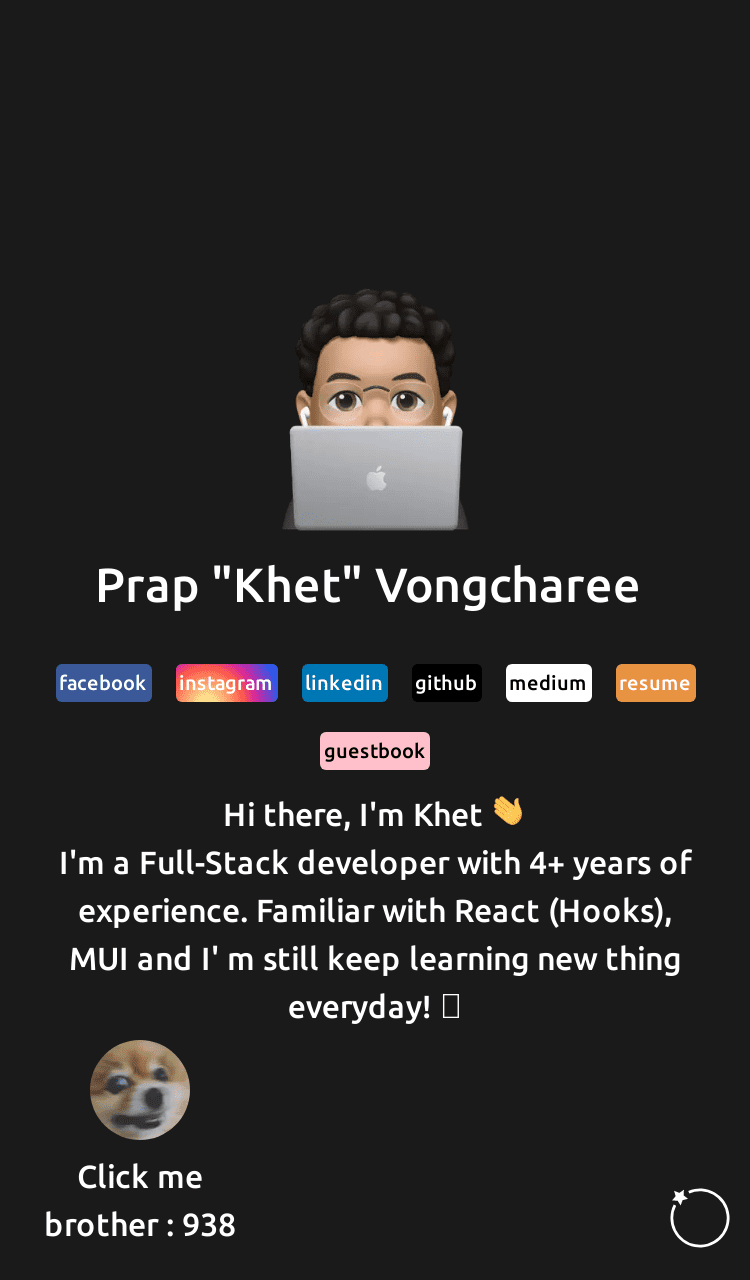 Prap "Khet" Vongcharee
facebook instagram linkedin github medium resume
guestbook
Hi there, I'm Khet 👋
I'm a Full-Stack developer with 4+ years of
experience. Familiar with React (Hooks),
MUI and I' m still keep learning new thing
everyday!
Click me
brother : 938